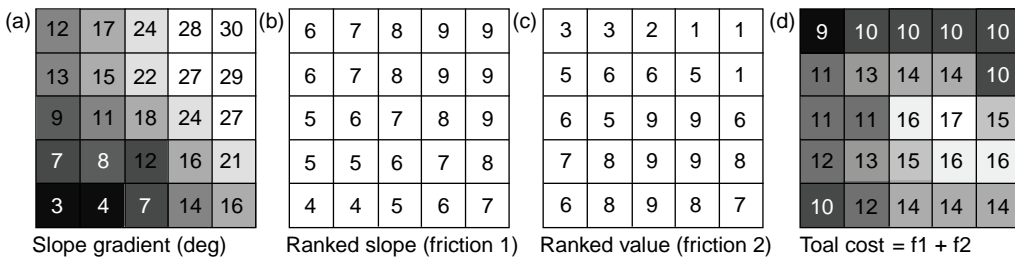 (a) 12 17 24 28 30 (b) 6 7 8 9 9 (c) 3 3 2 1 1 (d) 9 10 10 10 10
13 15 22 27 29 6 7 8 9 9 5 6 6 5 1 11 13 14 14 10
9 11 18 24 27 5 6 7 8 9 6 5 9 9 6 11 11 16 17 15
7 8 12 16 21 5 5 6 7 8 7 8 9 9 8 12 13 15 16 16
3 4 7 14 16 4 4 5 6 7 6 8 9 8 7 10 12 14 14 14
Slope gradient (deg) Ranked slope (friction 1) Ranked value (friction 2) Toal cost = f1 + f2